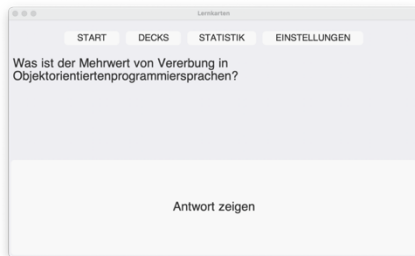 Lernkarten
START DECKS STATISTIK EINSTELLUNGEN
Was ist der Mehrwert von Vererbung in
Objektorientiertenprogrammiersprachen?
Antwort zeigen